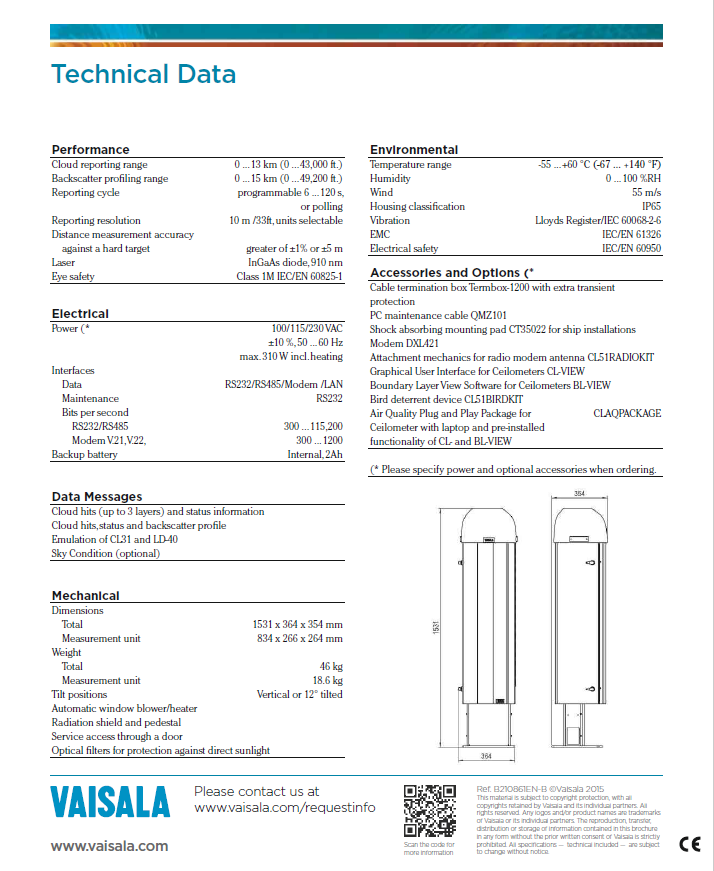 Technical Data
Performance
Cloud reporting range 0 ...13 km (0 ...43,000 ft.)
Backscatter profiling range 0 ...15 km (0 ...49,200 ft.)
Reporting cycle programmable 6 ...120 s,
or polling
Reporting resolution 10 m /33ft, units selectable
Distance measurement accuracy
against a hard target greater of ±1% or ±5 m
Laser InGaAs diode, 910 nm
Eye safety Class 1M IEC/EN 60825-1
Electrical
Power (* 100/115/230 VAC
±10 %, 50 ... 60 Hz
max. 310 W incl. heating
Interfaces
Data RS232/RS485/Modem /LAN
Maintenance RS232
Bits per second
RS232/RS485 300 ... 115,200
Modem V.21, V.22, 300 ... 1200
Backup battery Internal, 2Ah
Data Messages
Cloud hits (up to 3 layers) and status information
Cloud hits, status and backscatter profile
Emulation of CL31 and LD-40
Sky Condition (optional)
Mechanical
Dimensions
Total 1531 x 364 x 354 mm
Measurement unit 834 x 266 x 264 mm
Weight
Total 46 kg
Measurement unit 18.6 kg
Tilt positions Vertical or 12° tilted
Automatic window blower/heater
Radiation shield and pedestal
Service access through a door
Optical filters for protection against direct sunlight
Environmental
Temperature range -55 ...+60 °C (-67 ... +140 °F)
Humidity 0 ...100 %RH
Wind 55 m/s
Housing classification IP65
Vibration Lloyds Register/IEC 60068-2-6
EMC IEC/EN 61326
Electrical safety IEC/EN 60950
Accessories and Options (*
Cable termination box Termbox-1200 with extra transient
protection
PC maintenance cable QMZ101
Shock absorbing mounting pad CT35022 for ship installations
Modem DXL421
Attachment mechanics for radio modem antenna CL51RADIOKIT
Graphical User Interface for Ceilometers CL-VIEW
Boundary Layer View Software for Ceilometers BL-VIEW
Bird deterrent device CL51BIRDKIT
Air Quality Plug and Play Package for CLAQPACKAGE
Ceilometer with laptop and pre-installed
functionality of CL- and BL-VIEW
(* Please specify power and optional accessories when ordering.
354
1531
364
VAISALA
www.vaisala.com
Please contact us at
www.vaisala.com/requestinfo
Scan the code for
more information
Ref. B210861EN-B ©Vaisala 2015
This material is subject to copyright protection, with all
copyrights retained by Vaisala and its individual partners. All
rights reserved. Any logos and/or product names are trademarks
of Vaisala or its individual partners. The reproduction, transfer,
distribution or storage of information contained in this brochure
in any form without the prior written consent of Vaisala is strictly
prohibited. All specifications — technical included — are subject
to change without notice.
CE